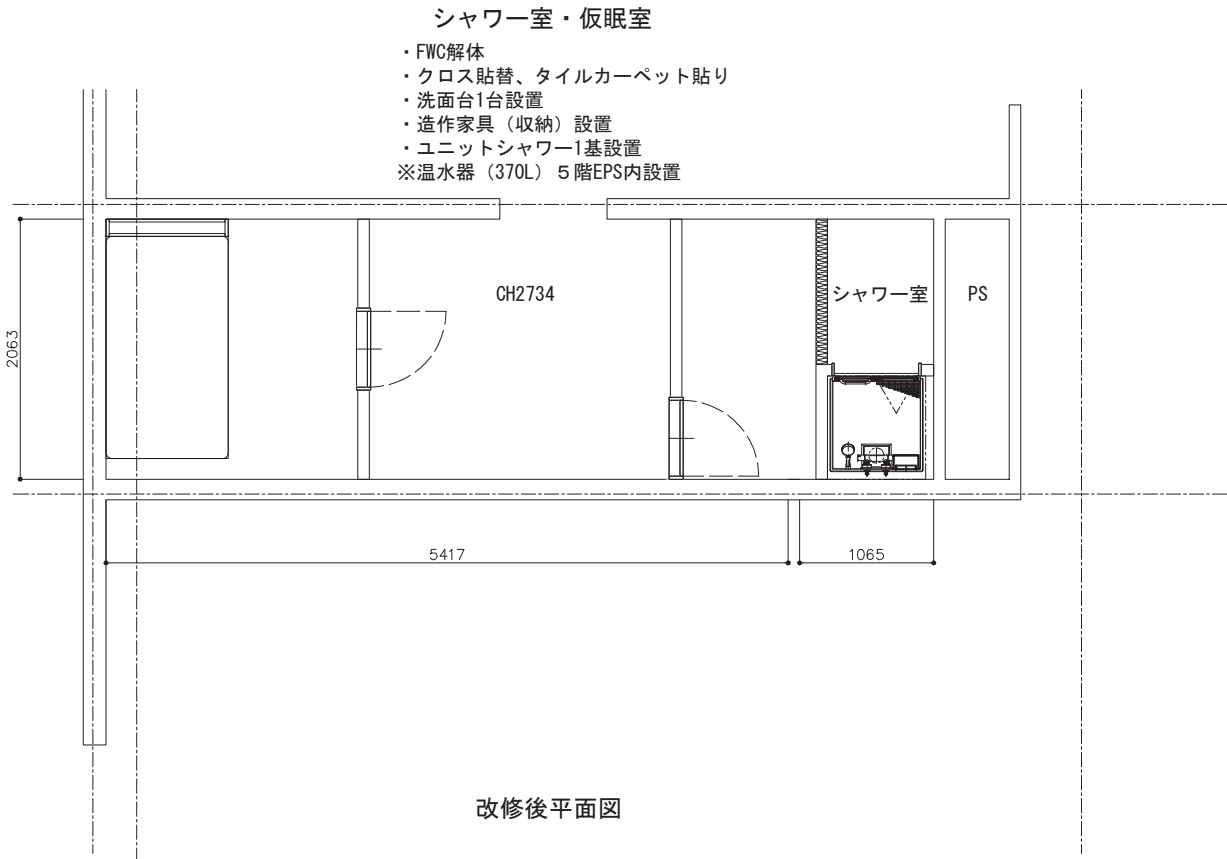 シャワー室・仮眠室
・FWC解体
・クロス貼替、タイルカーペット貼り
・洗面台1台設置
・造作家具（収納）設置
・ユニットシャワー1基設置
※温水器（370L）５階EPS内設置
CH2734
シャワー室
PS
2063
5417
1065
改修後平面図